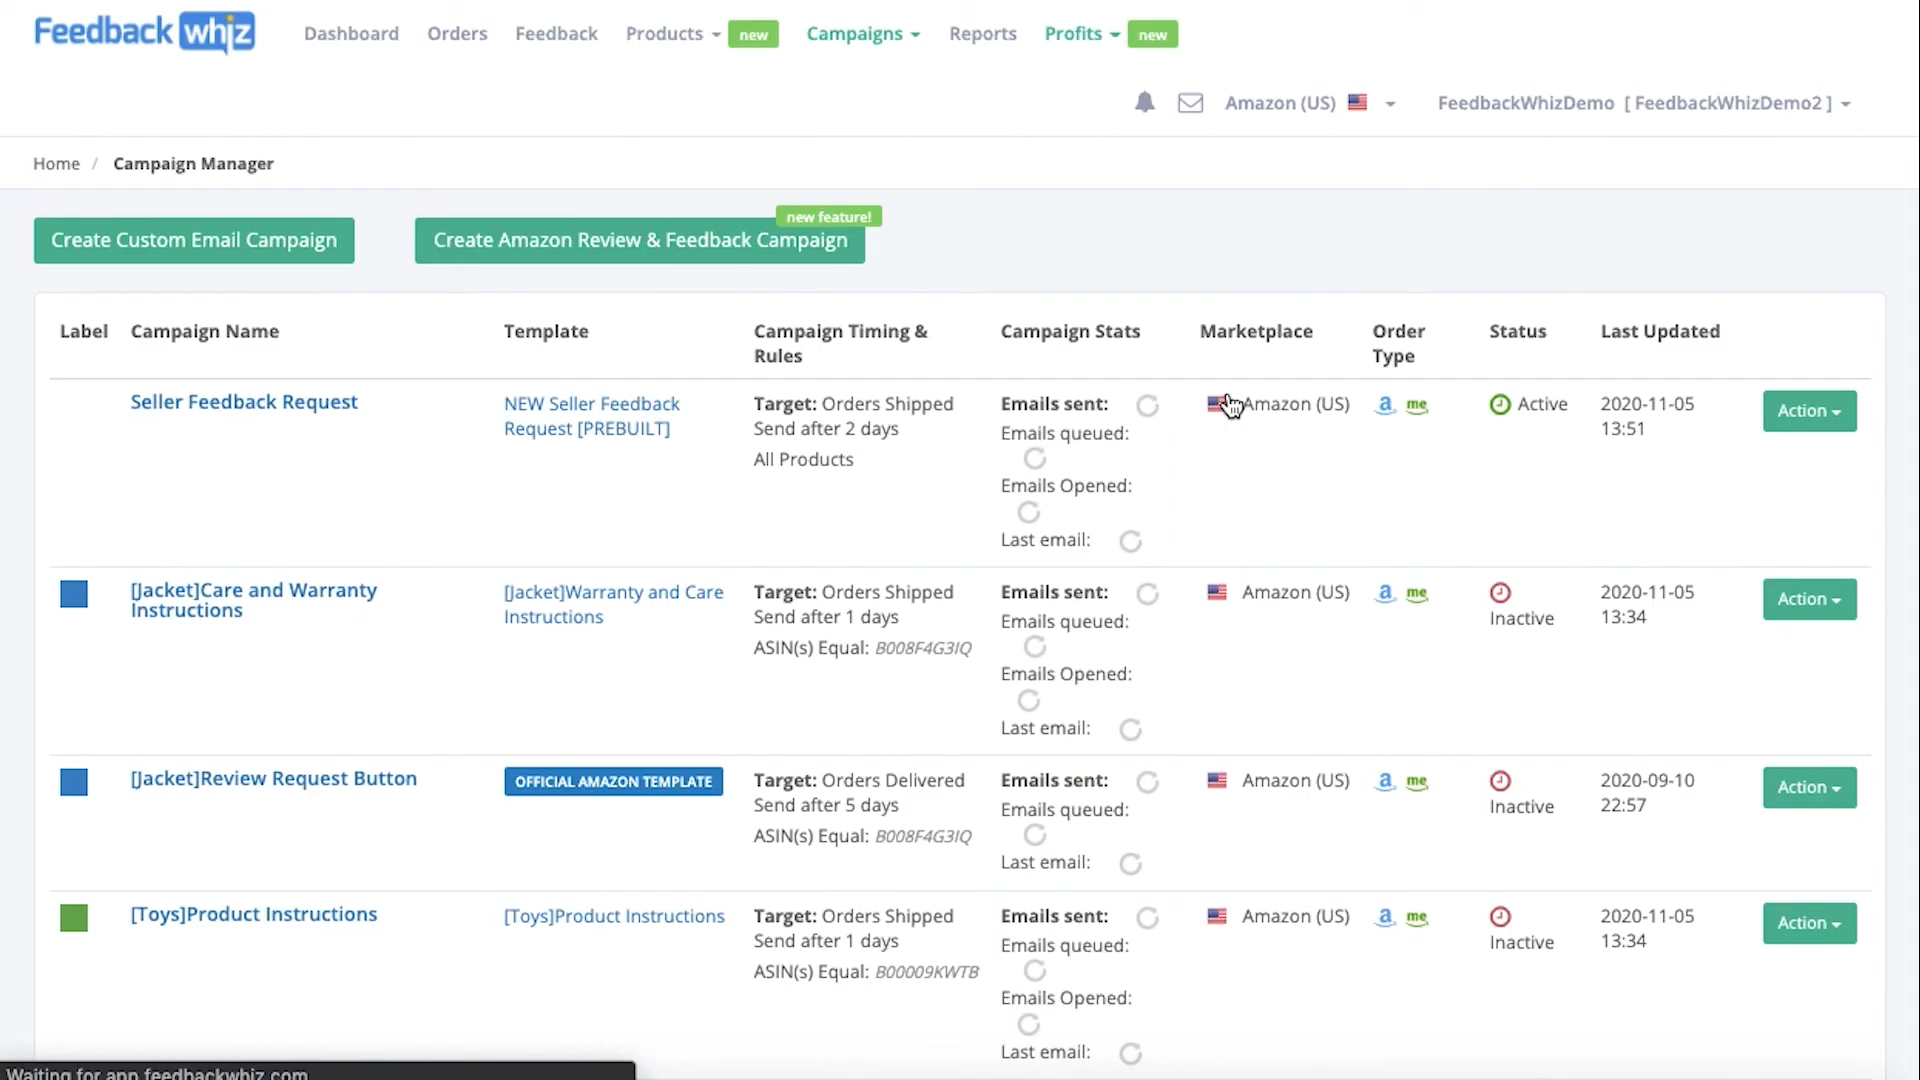 Feedback whiz
Dashboard Orders Feedback Products new Campaigns Reports Profits new
Amazon (US) FeedbackWhizDemo [ FeedbackWhizDemo2 ]
Home / Campaign Manager
new feature!
Create Custom Email Campaign Create Amazon Review & Feedback Campaign
Label Campaign Name Template Campaign Timing & Campaign Stats Marketplace Order Status Last Updated
Rules Type
Seller Feedback Request NEW Seller Feedback Target: Orders Shipped Emails sent: Amazon (US) a me Active 2020-11-05 Action
Request [PREBUILT] Send after 2 days Emails queued: 13:51
All Products
Emails Opened:
Last email:
[Jacket]Care and Warranty [Jacket]Warranty and Care Target: Orders Shipped Emails sent: Amazon (US) a me 2020-11-05 Action
Instructions Instructions Send after 1 days Emails queued: Inactive 13:34
ASIN(s) Equal: B008F4G3IQ
Emails Opened:
Last email:
[Jacket]Review Request Button OFFICIAL AMAZON TEMPLATE Target: Orders Delivered Emails sent: Amazon (US) a me 2020-09-10 Action
Send after 5 days Emails queued: Inactive 22:57
ASIN(s) Equal: B008F4G3IQ
Last email:
[Toys]Product Instructions [Toys]Product Instructions Target: Orders Shipped Emails sent: Amazon (US) a me 2020-11-05 Action
Send after 1 days Emails queued: Inactive 13:34
ASIN(s) Equal: B00009KWTB
Emails Opened:
Last email:
Waiting for app.feedbackwhiz.com